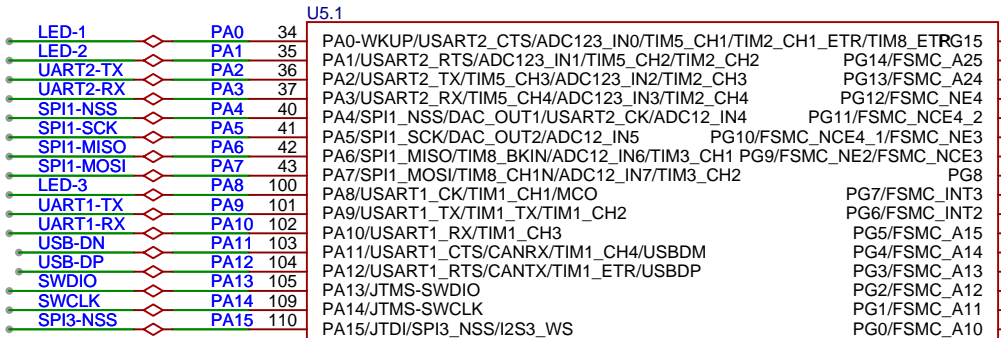 U5.1
LED-1 PA0 34 PA0-WKUP/USART2_CTS/ADC123_IN0/TIM5_CH1/TIM2_CH1_ETR/TIM8_ETR PG15
LED-2 PA1 35 PA1/USART2_RTS/ADC123_IN1/TIM5_CH2/TIM2_CH2 PG14/FSMC_A25
UART2-TX PA2 36 PA2/USART2_TX/TIM5_CH3/ADC123_IN2/TIM2_CH3 PG13/FSMC_A24
UART2-RX PA3 37 PA3/USART2_RX/TIM5_CH4/ADC123_IN3/TIM2_CH4 PG12/FSMC_NE4
SPI1-NSS PA4 40 PA4/SPI1_NSS/DAC_OUT1/USART2_CK/ADC12_IN4 PG11/FSMC_NCE4_2
SPI1-SCK PA5 41 PA5/SPI1_SCK/DAC_OUT2/ADC12_IN5 PG10/FSMC_NCE4_1/FSMC_NE3
SPI1-MISO PA6 42 PA6/SPI1_MISO/TIM8_BKIN/ADC12_IN6/TIM3_CH1 PG9/FSMC_NE2/FSMC_NCE3
SPI1-MOSI PA7 43 PA7/SPI1_MOSI/TIM8_CH1N/ADC12_IN7/TIM3_CH2 PG8
LED-3 PA8 100 PA8/USART1_CK/TIM1_CH1/MCO PG7/FSMC_INT3
UART1-TX PA9 101 PA9/USART1_TX/TIM1_TX/TIM1_CH2 PG6/FSMC_INT2
UART1-RX PA10 102 PA10/USART1_RX/TIM1_CH3 PG5/FSMC_A15
USB-DN PA11 103 PA11/USART1_CTS/CANRX/TIM1_CH4/USBDM PG4/FSMC_A14
USB-DP PA12 104 PA12/USART1_RTS/CANTX/TIM1_ETR/USBDP PG3/FSMC_A13
SWDIO PA13 105 PA13/JTMS-SWDIO PG2/FSMC_A12
SWCLK PA14 109 PA14/JTMS-SWCLK PG1/FSMC_A11
SPI3-NSS PA15 110 PA15/JTDI/SPI3_NSS/I2S3_WS PG0/FSMC_A10